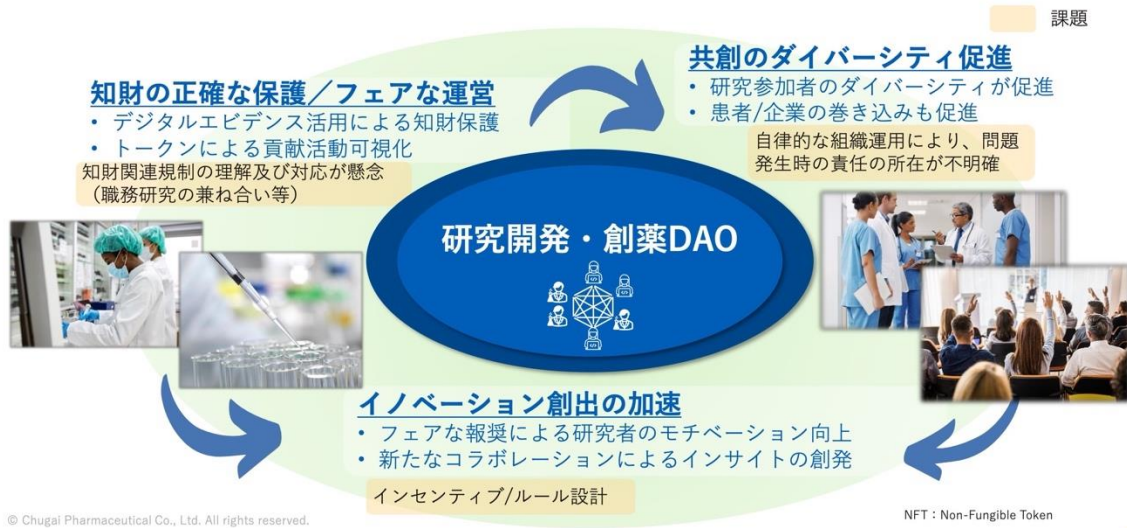 課題
知財の正確な保護／フェアな運営
• デジタルエビデンス活用による知財保護
• トークンによる貢献活動可視化
知財関連規制の理解及び対応が懸念
（職務研究の兼ね合い等）
共創のダイバーシティ促進
• 研究参加者のダイバーシティが促進
• 患者/企業の巻き込みも促進
自律的な組織運用により、問題
発生時の責任の所在が不明確
研究開発・創薬DAO
イノベーション創出の加速
• フェアな報奨による研究者のモチベーション向上
• 新たなコラボレーションによるインサイトの創発
インセンティブ/ルール設計
© Chugai Pharmaceutical Co., Ltd. All rights reserved.
NFT：Non-Fungible Token